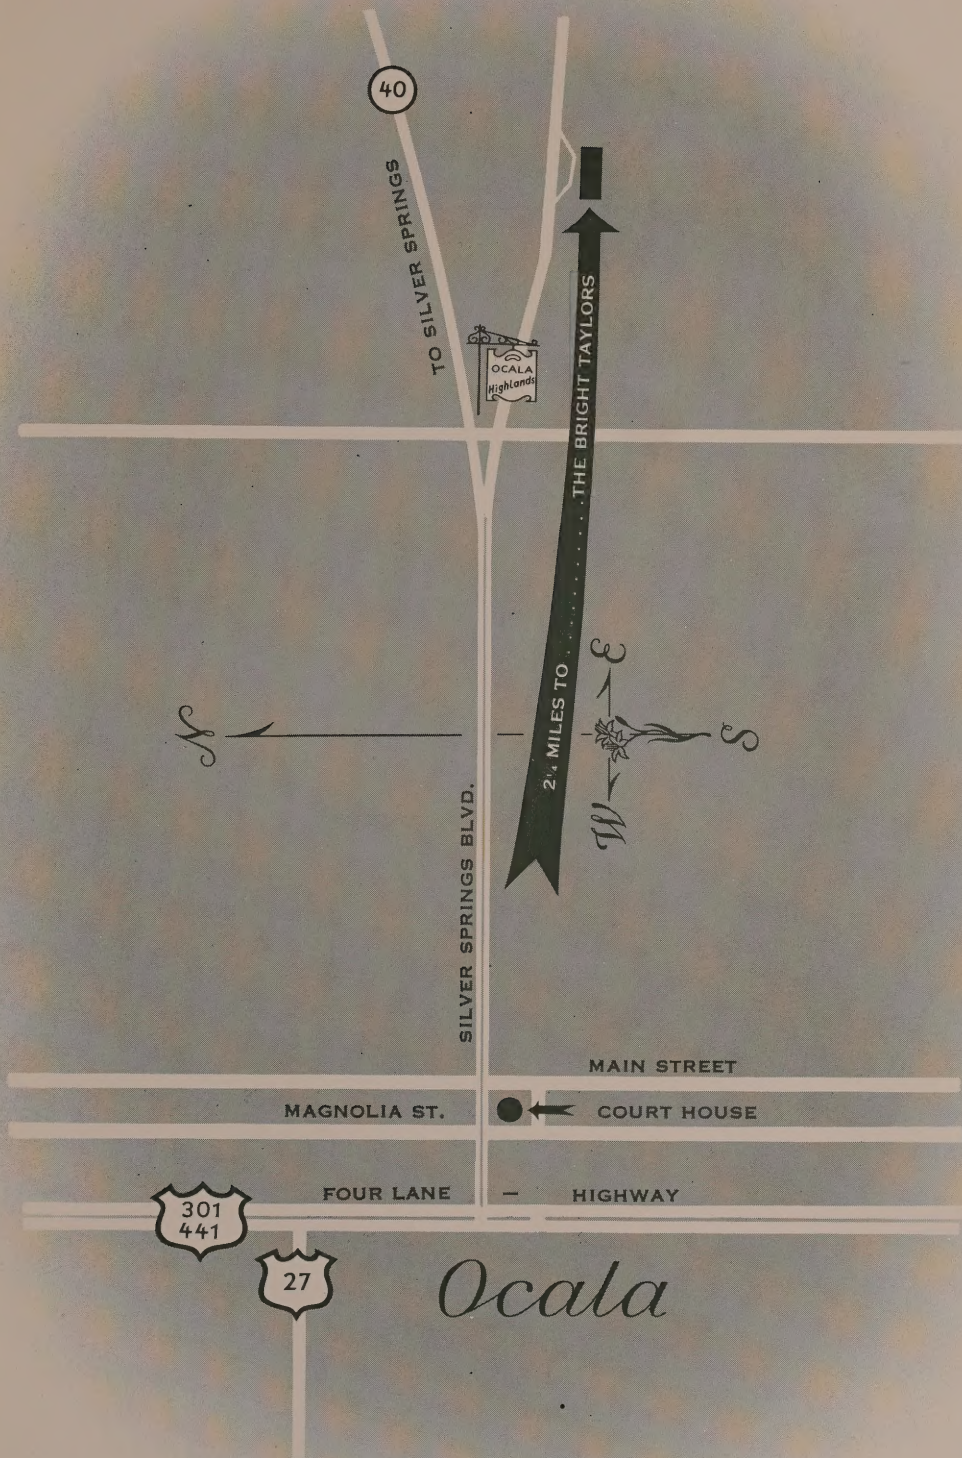 40
TO SILVER SPRINGS
OCALA
Highlands
2¼ MILES TO . . . . . . . . . . THE BRIGHT TAYLORS
E
N
S
W
SILVER SPRINGS BLVD.
MAIN STREET
MAGNOLIA ST.
COURT HOUSE
FOUR LANE - HIGHWAY
301
441
27
Ocala